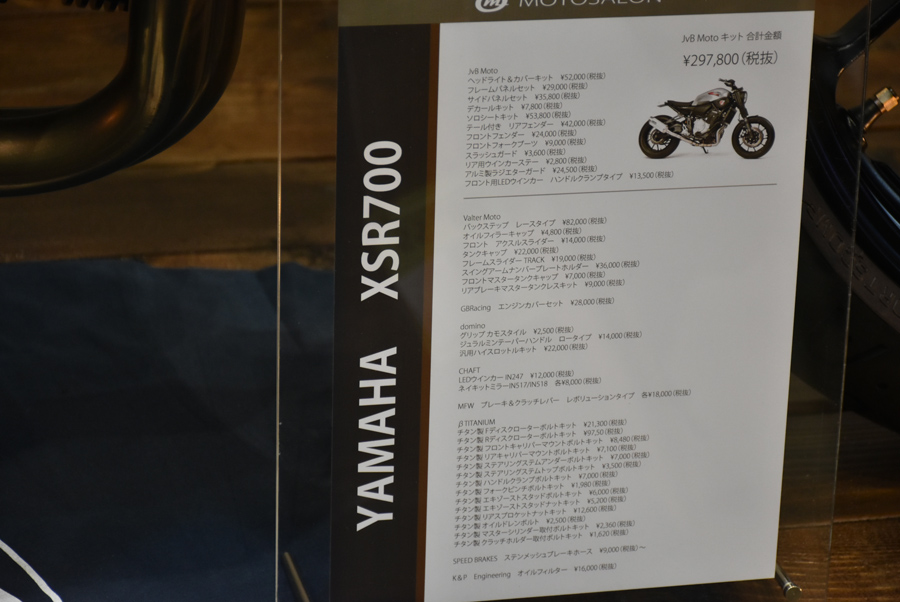 MOTOSALON
YAMAHA XSR700
JvB Moto キット 合計金額
¥297,800(税抜)
JvB Moto
ヘッドライト&カバーキット ¥52,000(税抜)
フレームパネルセット ¥29,000(税抜)
サイドパネルセット ¥35,800(税抜)
デカールキット ¥7,800(税抜)
ソロシートキット ¥53,800(税抜)
テール付き リアフェンダー ¥42,000(税抜)
フロントフェンダー ¥24,000(税抜)
フロントフォークブーツ ¥9,000(税抜)
スラッシュガード ¥3,600(税抜)
リア用ウインカーステー ¥2,800(税抜)
アルミ製ラジエターガード ¥24,500(税抜)
フロント用LEDウインカー ハンドルクランプタイプ ¥13,500(税抜)
Valter Moto
バックステップ レースタイプ ¥82,000(税抜)
オイルフィラーキャップ ¥4,800(税抜)
フロント アクスルスライダー ¥14,000(税抜)
タンクキャップ ¥22,000(税抜)
フレームスライダー TRACK ¥19,000(税抜)
スイングアームナンバープレートホルダー ¥36,000(税抜)
フロントマスタータンクキャップ ¥7,000(税抜)
リアブレーキマスタータンクレスキット ¥9,000(税抜)
GBRacing エンジンカバーセット ¥28,000(税抜)
domino
グリップ カモスタイル ¥2,500(税抜)
ジュラルミンテーパーハンドル ロータイプ ¥14,000(税抜)
汎用ハイスロットルキット ¥22,000(税抜)
CHAFT
LEDウインカー IN247 ¥12,000(税抜)
ネイキットミラーIN517/IN518 各¥8,000(税抜)
MFW ブレーキ&クラッチレバー レボリューションタイプ 各¥18,000(税抜)
βTITANIUM
チタン製 Fディスクローターボルトキット ¥21,300(税抜)
チタン製 Rディスクローターボルトキット ¥97,50(税抜)
チタン製 フロントキャリパーマウントボルトキット ¥8,480(税抜)
チタン製 リアキャリパーマウントボルトキット ¥7,100(税抜)
チタン製 ステアリングステムアンダーボルトキット ¥7,000(税抜)
チタン製 ステアリングステムトップボルトキット ¥3,500(税抜)
チタン製 ハンドルクランプボルトキット ¥7,000(税抜)
チタン製 フォークピンチボルトキット ¥1,980(税抜)
チタン製 エキゾーストスタッドボルトキット ¥6,000(税抜)
チタン製 エキゾーストスタッドナットキット ¥5,200(税抜)
チタン製 リアスプロケットナットキット ¥12,600(税抜)
チタン製 オイルドレンボルト ¥2,500(税抜)
チタン製 マスターシリンダー取付ボルトキット ¥2,360(税抜)
チタン製 クラッチホルダー取付ボルトキット ¥1,620(税抜)
SPEED BRAKES ステンメッシュブレーキホース ¥9,000(税抜)～
K&P Engineering オイルフィルター ¥16,000(税抜)